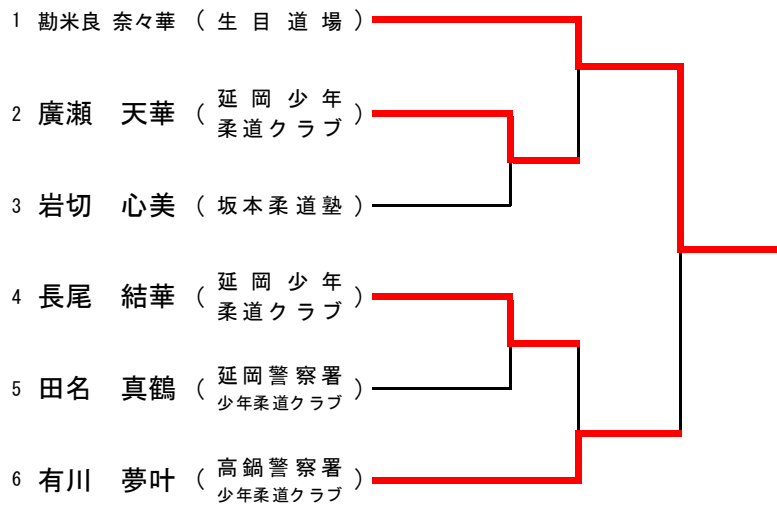 1 勘米良 奈々華 ( 生目道場 )
2 廣瀬 天華 ( 延岡少年
柔道クラブ )
3 岩切 心美 ( 坂本柔道塾 )
4 長尾 結華 ( 延岡少年
柔道クラブ )
5 田名 真鶴 ( 延岡警察署
少年柔道クラブ )
6 有川 夢叶 ( 高鍋警察署
少年柔道クラブ )